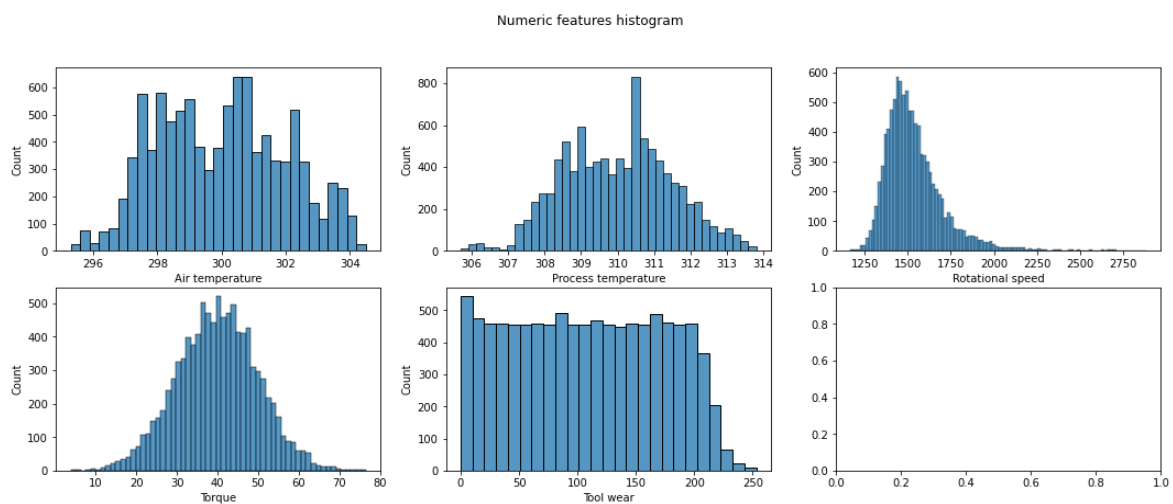 Numeric features histogram
600
500
400
300
200
100
0
Count
296 298 300 302 304
Air temperature
800
600
400
200
0
Count
306 307 308 309 310 311 312 313 314
Process temperature
600
500
400
300
200
100
0
Count
1250 1500 1750 2000 2250 2500 2750
Rotational speed
500
400
300
200
100
0
Count
10 20 30 40 50 60 70 80
Torque
500
400
300
200
100
0
Count
0 50 100 150 200 250
Tool wear
1.0
0.8
0.6
0.4
0.2
0.0
0.0 0.2 0.4 0.6 0.8 1.0